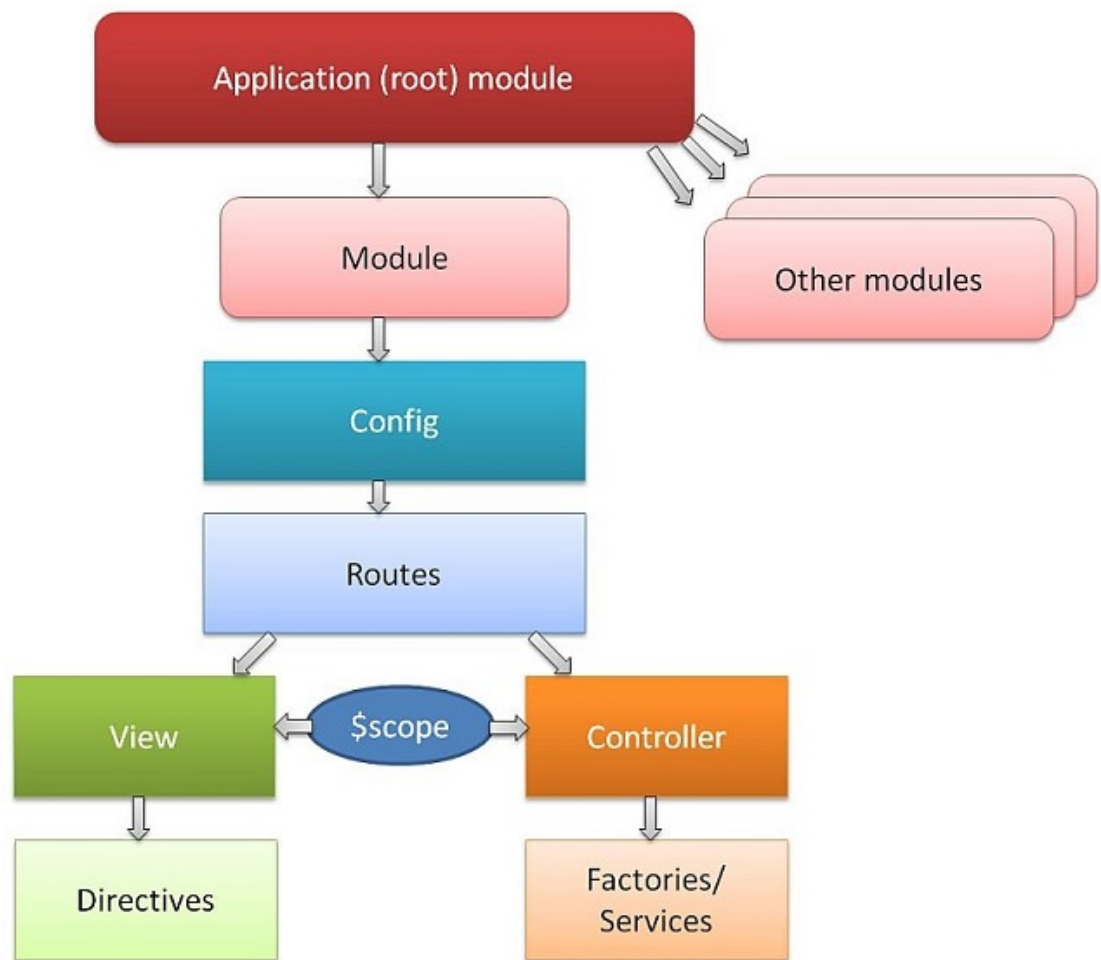 Application (root) module
Module
Other modules
Config
Routes
View
$scope
Controller
Directives
Factories/
Services